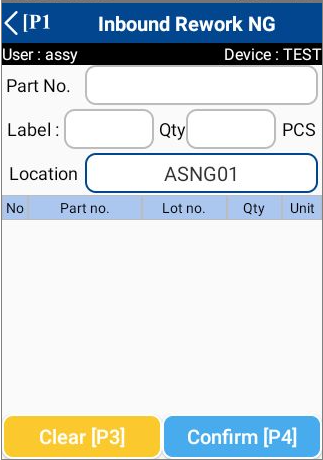 [P1 Inbound Rework NG
User : assy Device : TEST
Part No.
Label : Qty PCS
Location ASNG01
No Part no. Lot no. Qty Unit
Clear [P3] Confirm [P4]